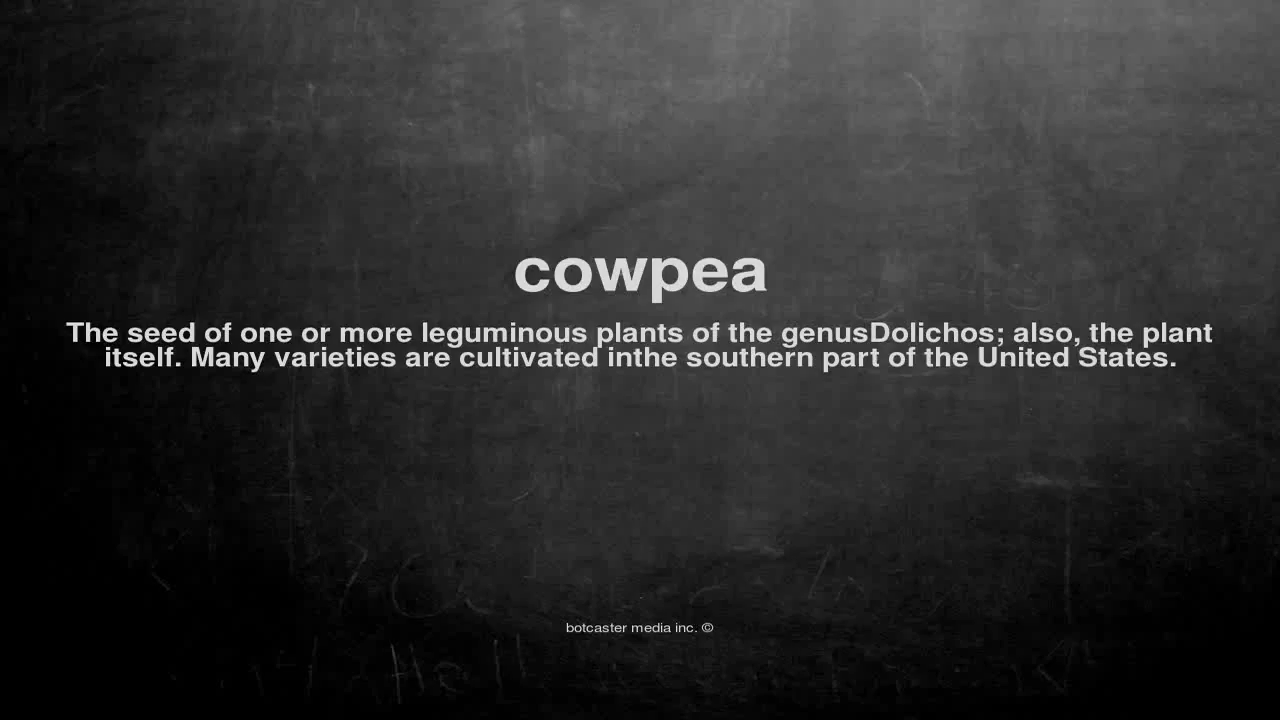 cowpea
The seed of one or more leguminous plants of the genusDolichos; also, the plant
itself. Many varieties are cultivated inthe southern part of the United States.
botcaster media inc. ©